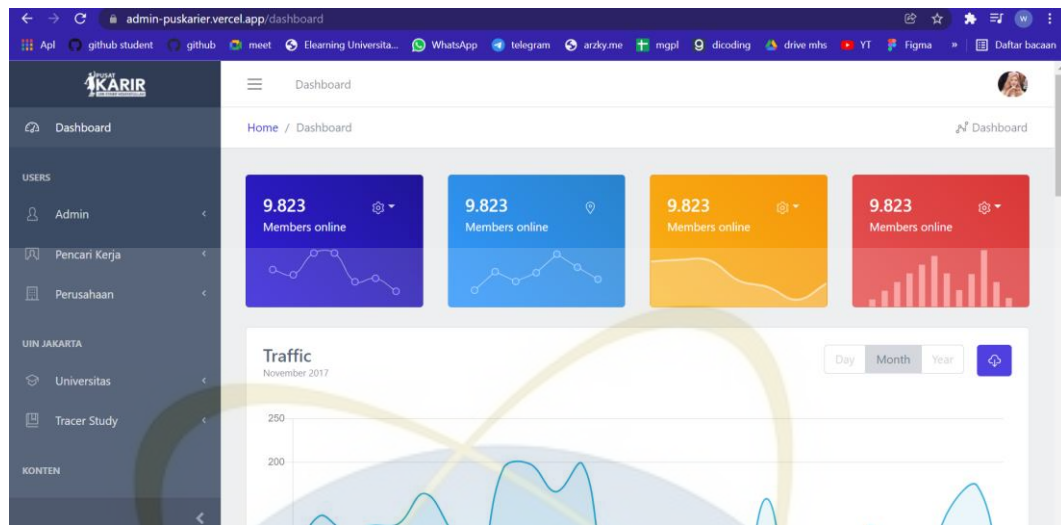 admin-puskarier.vercel.app/dashboard
Apl github student github meet Elearning Universita... WhatsApp telegram arzky.me mgpl dicoding drive mhs YT Figma » Daftar bacaan
W
PUSAT
KARIR
Dashboard
Home / Dashboard
Dashboard
Dashboard
USERS
Admin
Pencari Kerja
Perusahaan
UIN JAKARTA
Universitas
Tracer Study
KONTEN
9.823
Members online
9.823
Members online
9.823
Members online
9.823
Members online
Traffic
November 2017
Day Month Year
250
200